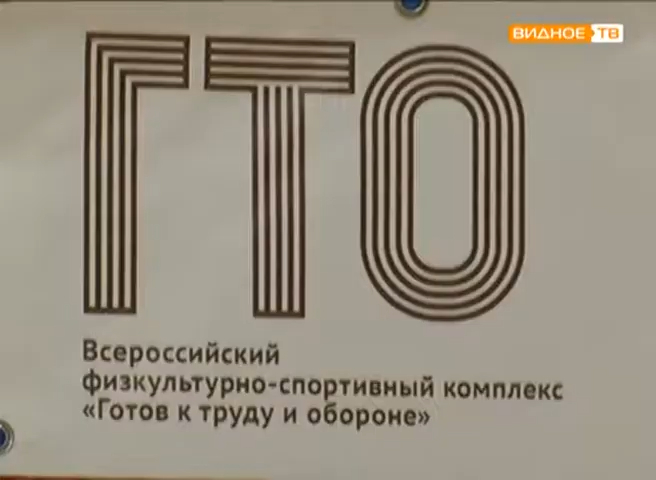 ВИДНОЕ ТВ
ГТО
Всероссийский
физкультурно-спортивный комплекс
«Готов к труду и обороне»